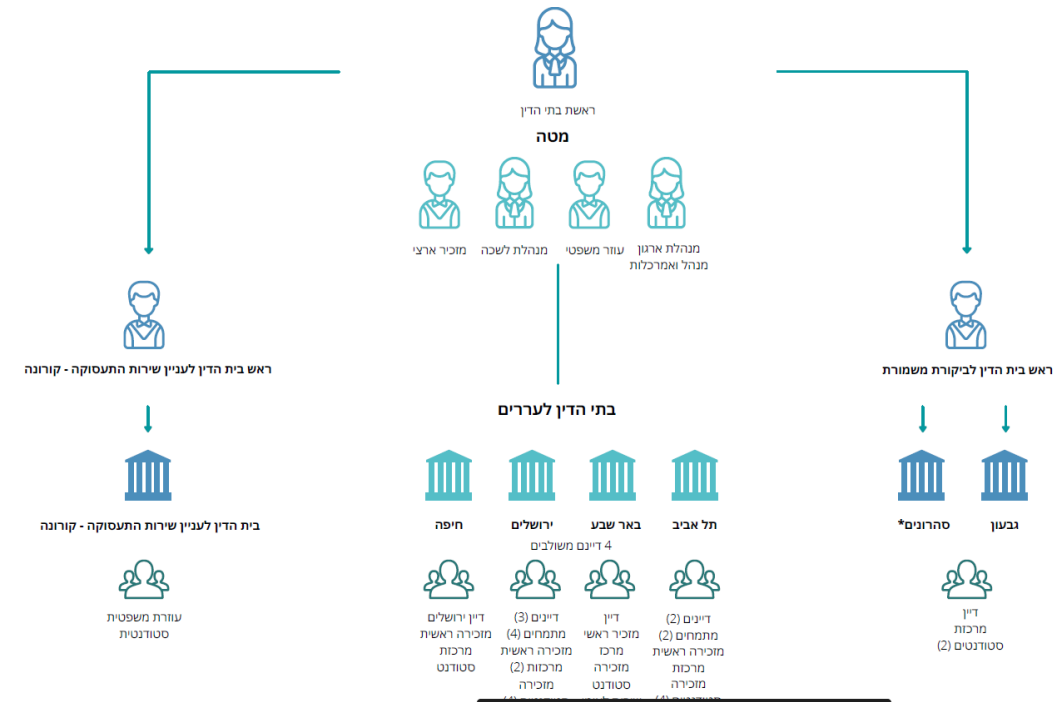 ראשת בתי הדין
מטה
מנהלת ארגון
מנהל ואמרכלות
עוזר משפטי
מנהלת לשכה
מזכיר ארצי
ראש בית הדין לביקורת משמורת
גבעון
סהרונים*
דיין
מרכזת
סטודנטים (2)
בתי הדין לעררים
תל אביב
באר שבע
ירושלים
חיפה
4 דיינם משולבים
דיינים (2)
מתמחים (2)
מזכירה ראשית
מרכזת
מזכירה
סטודנטים (4)
דיין
מזכיר ראשי
מרכז
מזכירה
סטודנט
דיינים (3)
מתמחים (4)
מזכירה ראשית
מרכזות (2)
מזכירה
דיין ירושלים
מזכירה ראשית
מרכזת
סטודנט
ראש בית הדין לעניין שירות התעסוקה - קורונה
בית הדין לעניין שירות התעסוקה - קורונה
עוזרת משפטית
סטודנטית